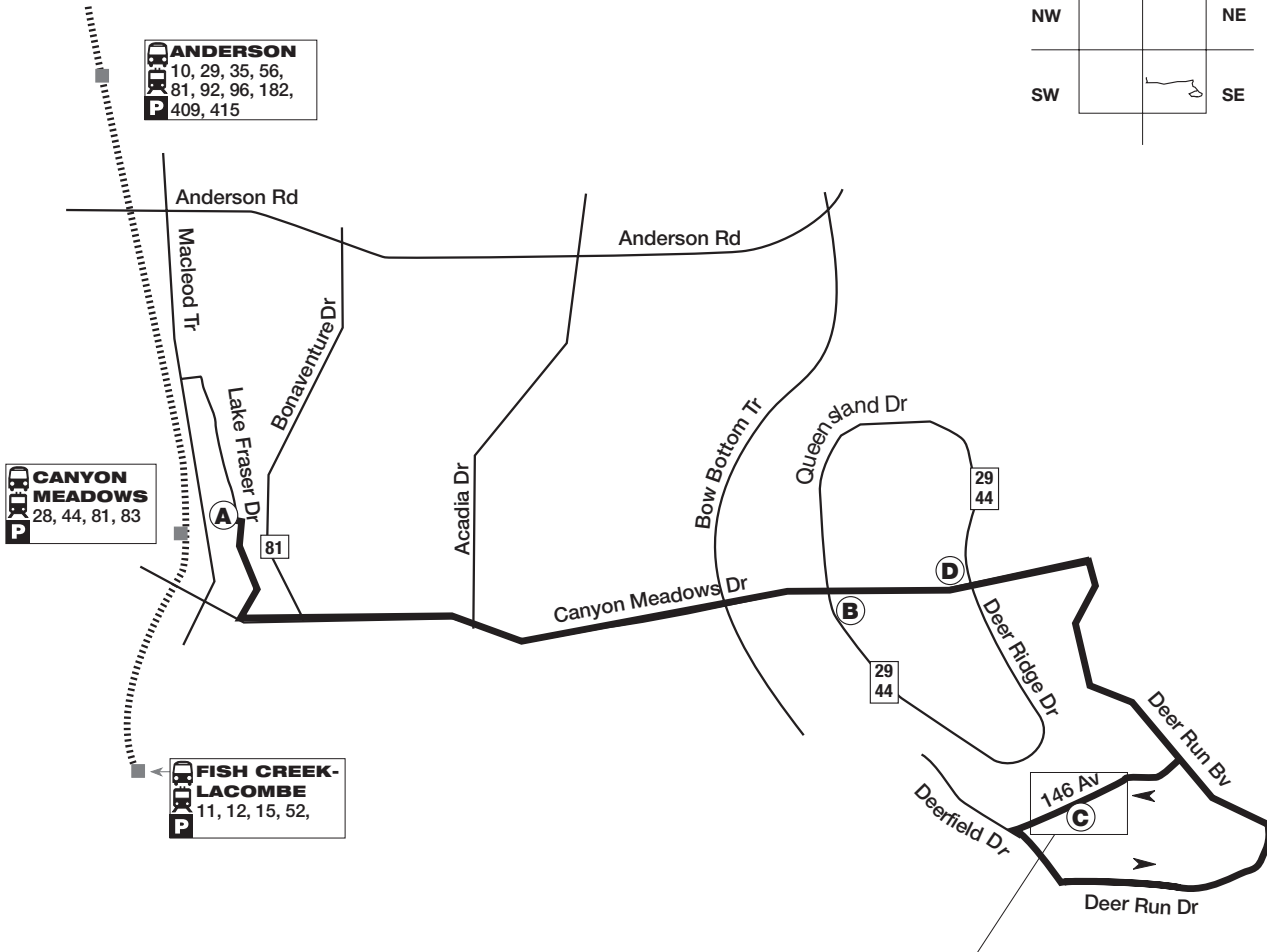 NW
NE
SW
SE
ANDERSON
10, 29, 35, 56,
81, 92, 96, 182,
409, 415
P
Anderson Rd
Anderson Rd
Macleod Tr
Bonaventure Dr
Lake Fraser Dr
Acadia Dr
Bow Bottom Tr
Queensland Dr
29
44
CANYON
MEADOWS
28, 44, 81, 83
P
A
81
Canyon Meadows Dr
D
B
29
44
Deer Ridge Dr
Deer Run Bv
FISH CREEK-
LACOMBE
11, 12, 15, 52,
P
146 Av
C
Deerfield Dr
Deer Run Dr